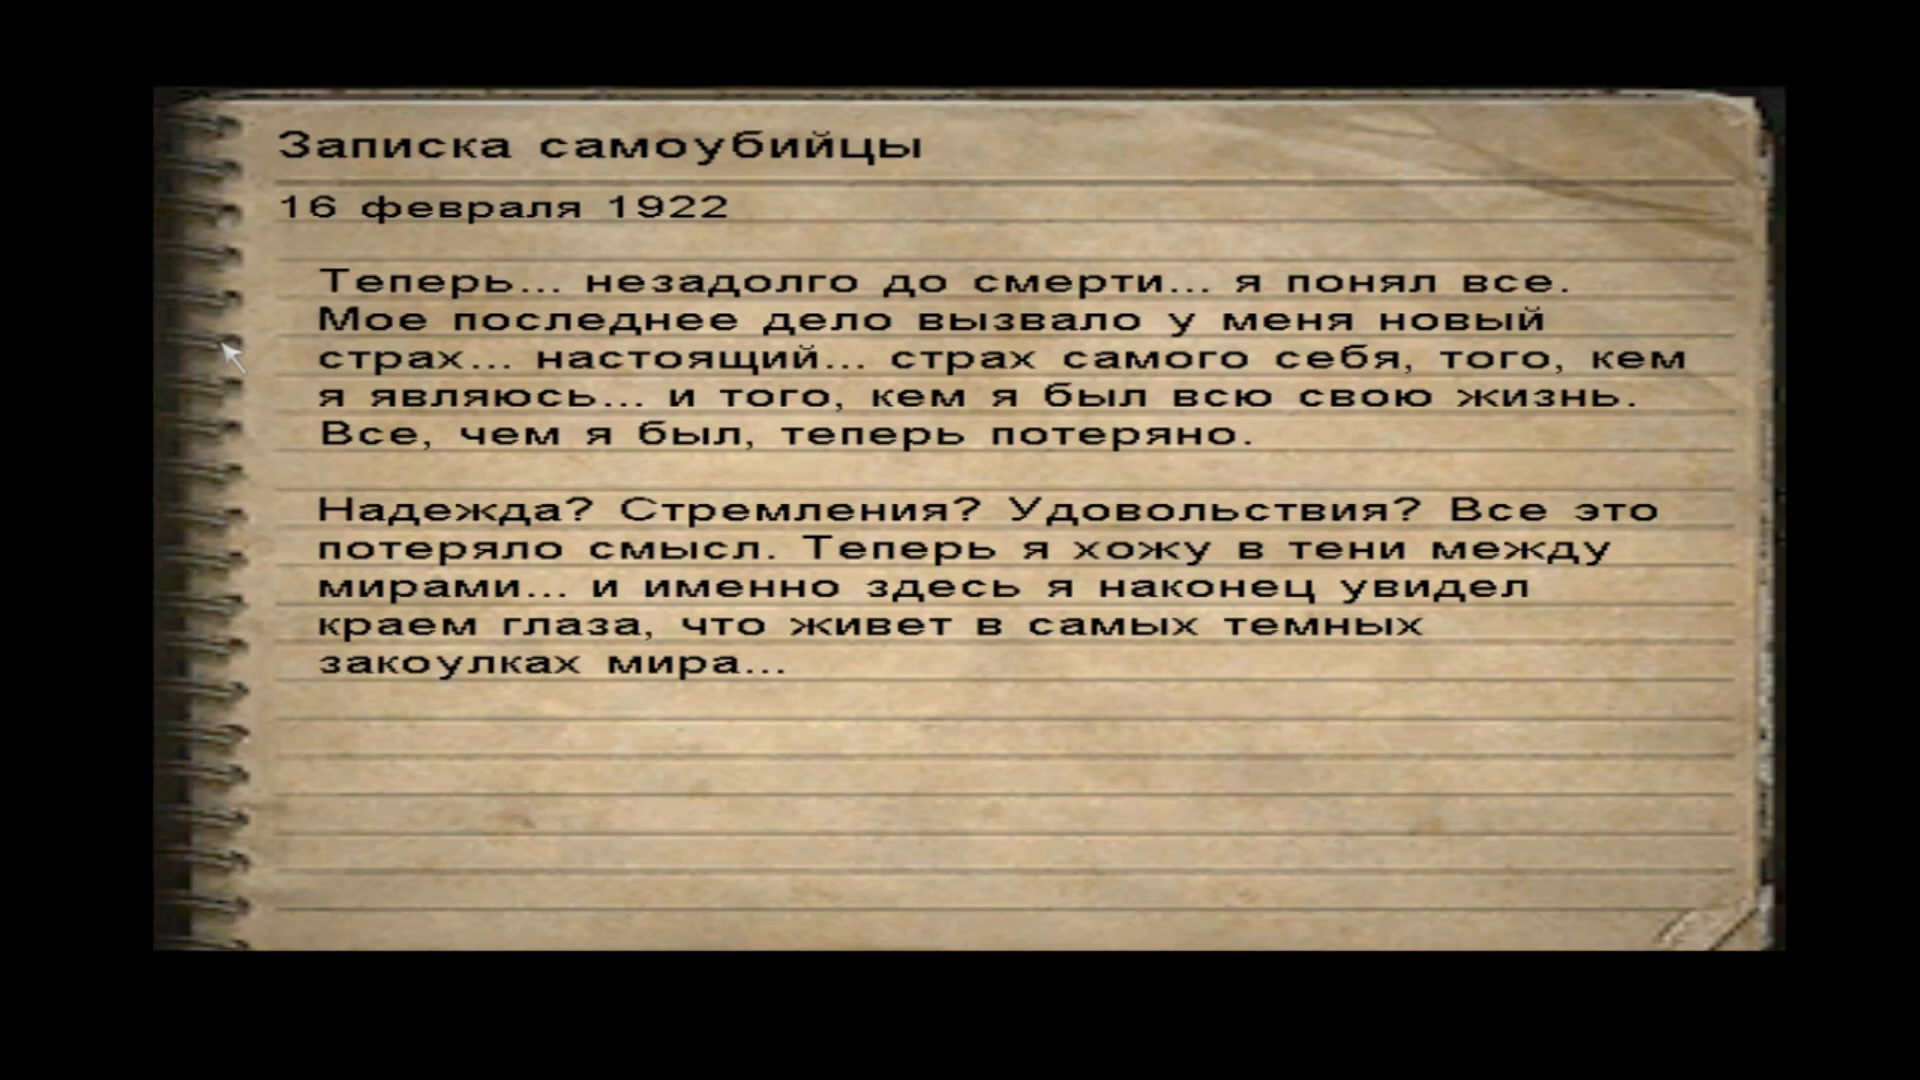 Записка самоубийцы
16 февраля 1922
Теперь... незадолго до смерти... я понял все.
Мое последнее дело вызвало у меня новый
страх... настоящий... страх самого себя, того, кем
я являюсь... и того, кем я был всю свою жизнь.
Все, чем я был, теперь потеряно.
Надежда? Стремления? Удовольствия? Все это
потеряло смысл. Теперь я хожу в тени между
мирами... и именно здесь я наконец увидел
краем глаза, что живет в самых темных
закоулках мира...